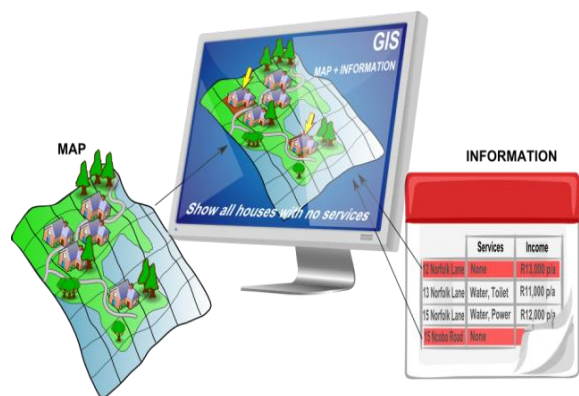 GIS
MAP + INFORMATION
MAP
Show all houses with no services
INFORMATION
Services Income
12 Norfolk Lane None R13,000 p/a
13 Norfolk Lane Water, Toilet R11,000 p/a
15 Norfolk Lane Water, Power R12,000 p/a
15 Ncobo Road None